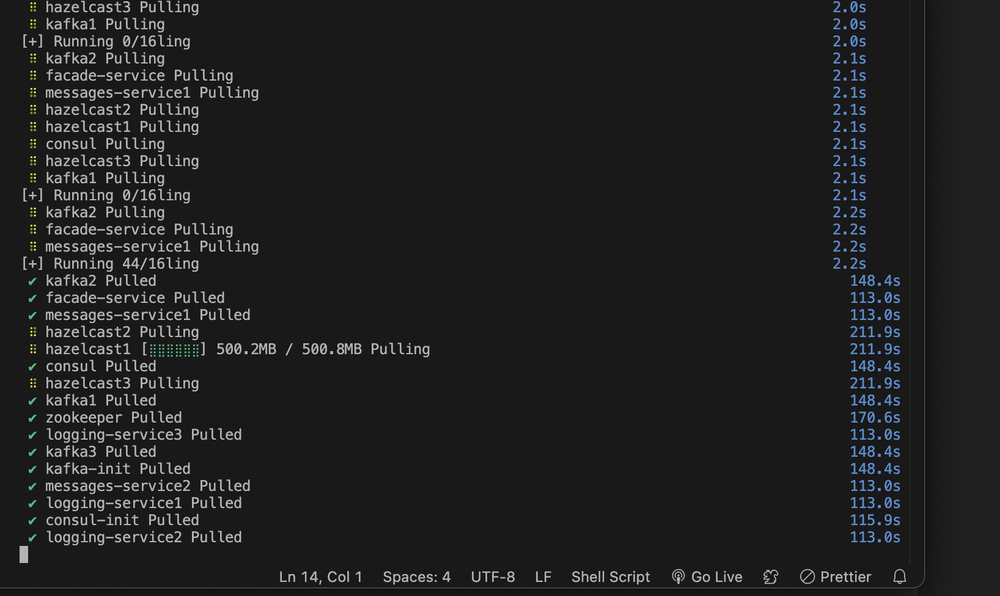 hazelcast3 Pulling 2.0s
kafka1 Pulling 2.0s
[+] Running 0/16ling 2.0s
kafka2 Pulling 2.1s
facade-service Pulling 2.1s
messages-service1 Pulling 2.1s
hazelcast2 Pulling 2.1s
hazelcast1 Pulling 2.1s
consul Pulling 2.1s
hazelcast3 Pulling 2.1s
kafka1 Pulling 2.1s
[+] Running 0/16ling 2.1s
kafka2 Pulling 2.2s
facade-service Pulling 2.2s
messages-service1 Pulling 2.2s
[+] Running 44/16ling 2.2s
✔ kafka2 Pulled 148.4s
✔ facade-service Pulled 113.0s
✔ messages-service1 Pulled 113.0s
hazelcast2 Pulling 211.9s
hazelcast1 [⣿⣿⣿⣿⣿⣿] 500.2MB / 500.8MB Pulling 211.9s
✔ consul Pulled 148.4s
hazelcast3 Pulling 211.9s
✔ kafka1 Pulled 148.4s
✔ zookeeper Pulled 170.6s
✔ logging-service3 Pulled 113.0s
✔ kafka3 Pulled 148.4s
✔ kafka-init Pulled 148.4s
✔ messages-service2 Pulled 113.0s
✔ logging-service1 Pulled 113.0s
✔ consul-init Pulled 115.9s
✔ logging-service2 Pulled 113.0s
Ln 14, Col 1 Spaces: 4 UTF-8 LF Shell Script Go Live Prettier